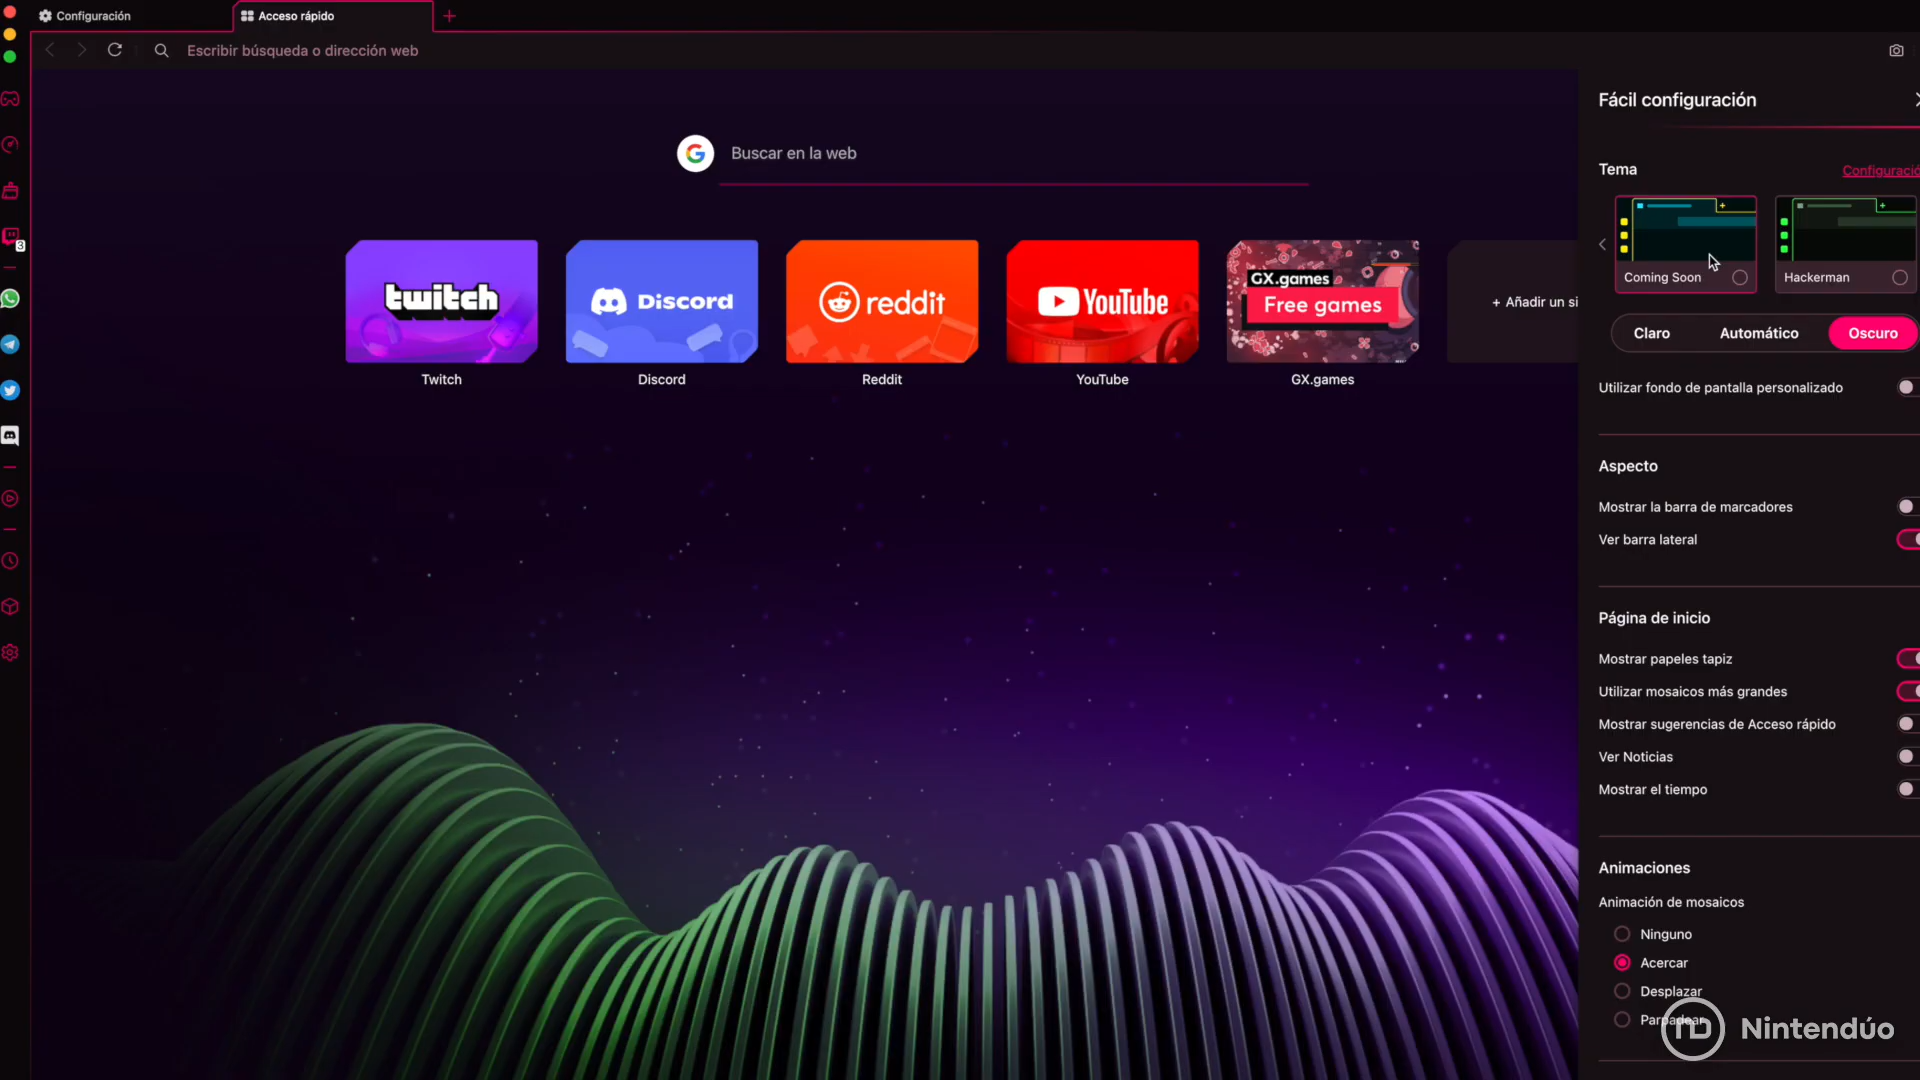 Configuración
Acceso rápido
Escribir búsqueda o dirección web
Buscar en la web
twitch
Discord
reddit
YouTube
GX.games
Free games
+ Añadir un si
Twitch
Discord
Reddit
YouTube
GX.games
3
Fácil configuración
Tema
Configuració
Coming Soon
Hackerman
Claro
Automático
Oscuro
Utilizar fondo de pantalla personalizado
Aspecto
Mostrar la barra de marcadores
Ver barra lateral
Página de inicio
Mostrar papeles tapiz
Utilizar mosaicos más grandes
Mostrar sugerencias de Acceso rápido
Ver Noticias
Mostrar el tiempo
Animaciones
Animación de mosaicos
Ninguno
Acercar
Desplazar
Parpadear
Nintendúo